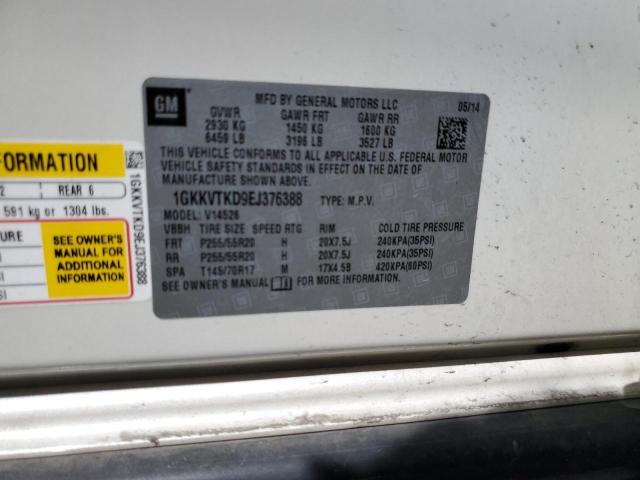 GM
MFD BY GENERAL MOTORS LLC 05/14
GVWR GAWR FRT GAWR RR
2930 KG 1450 KG 1600 KG
6459 LB 3196 LB 3527 LB
THIS VEHICLE CONFORMS TO ALL APPLICABLE U.S. FEDERAL MOTOR
VEHICLE SAFETY STANDARDS IN EFFECT ON THE DATE OF
MANUFACTURE SHOWN ABOVE.
1GKKVTKD9EJ376388 TYPE: M.P.V.
MODEL: V14526
VBBH TIRE SIZE SPEED RTG RIM COLD TIRE PRESSURE
FRT P255/55R20 H 20X7.5J 240KPA(35PSI)
RR P255/55R20 H 20X7.5J 240KPA(35PSI)
SPA T145/70R17 M 17X4.5B 420KPA(60PSI)
SEE OWNER'S MANUAL FOR MORE INFORMATION.
FORMATION
2 REAR 6
591 kg or 1304 lbs.
SEE OWNER'S
MANUAL FOR
ADDITIONAL
INFORMATION
1GKKVTKD9EJ376388